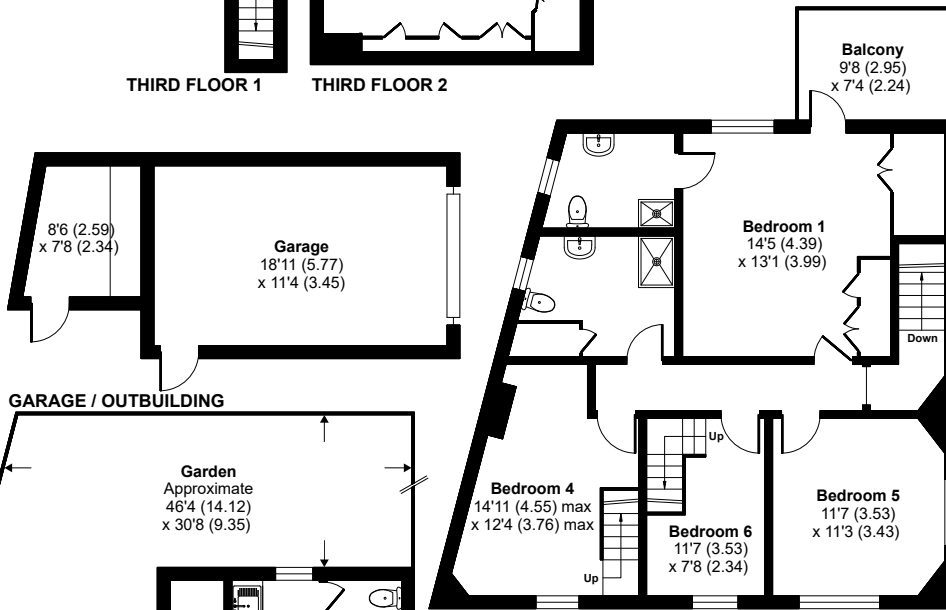 THIRD FLOOR 1
THIRD FLOOR 2
Balcony
9'8 (2.95)
x 7'4 (2.24)
8'6 (2.59)
x 7'8 (2.34)
Garage
18'11 (5.77)
x 11'4 (3.45)
Bedroom 1
14'5 (4.39)
x 13'1 (3.99)
Down
GARAGE / OUTBUILDING
Garden
Approximate
46'4 (14.12)
x 30'8 (9.35)
Up
Bedroom 4
14'11 (4.55) max
x 12'4 (3.76) max
Up
Bedroom 6
11'7 (3.53)
x 7'8 (2.34)
Bedroom 5
11'7 (3.53)
x 11'3 (3.43)